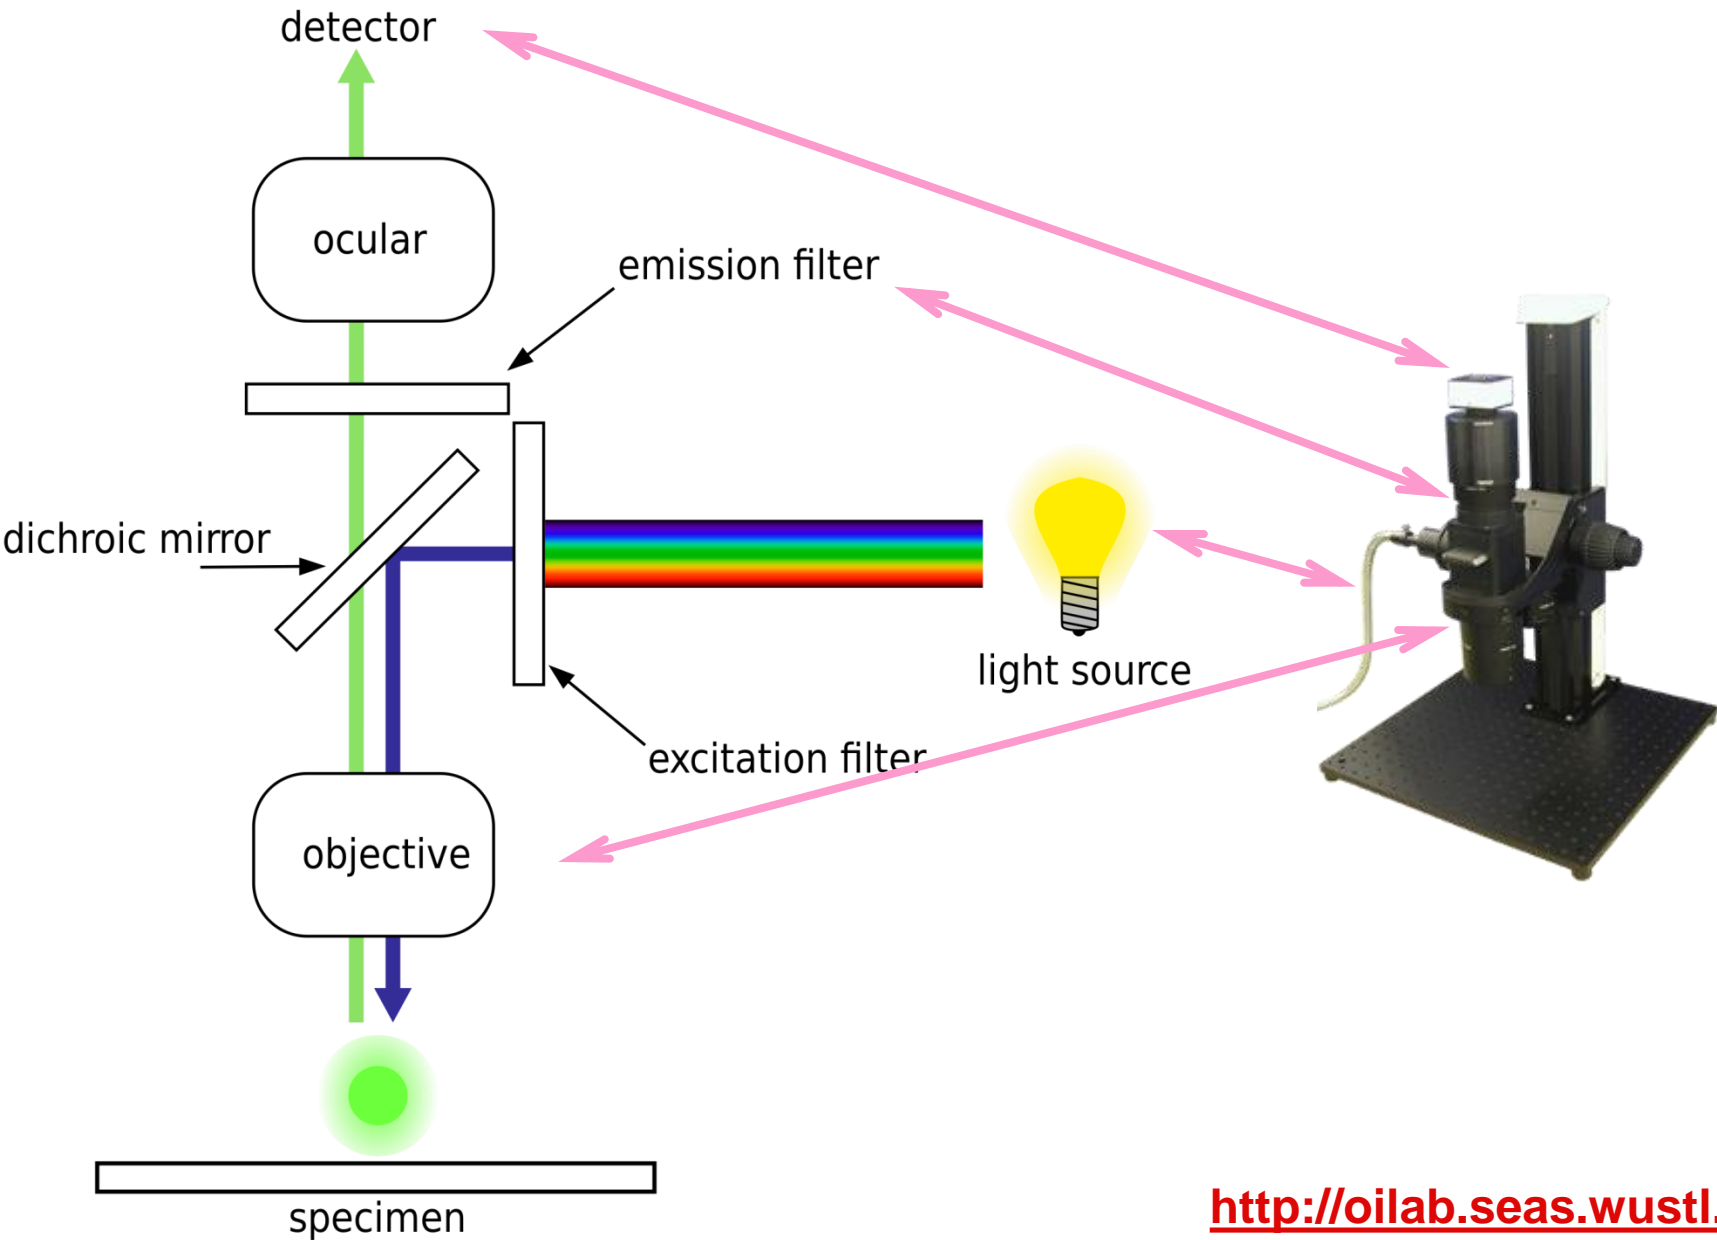 detector
ocular
emission filter
dichroic mirror
light source
excitation filter
objective
specimen
http://oilab.seas.wustl.